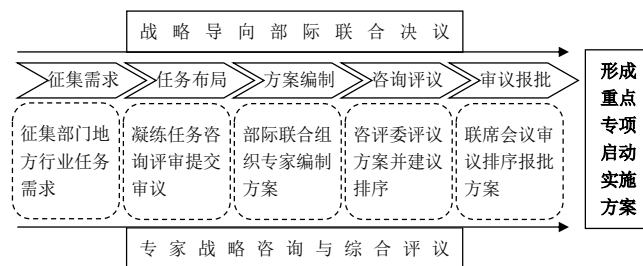 战略导向部际联合决议
征集需求
任务布局
方案编制
咨询评议
审议报批
征集部门地
方行业任务
需求
凝练任务咨
询评审提交
审议
部际联合组
织专家编制
方案
咨评委评议
方案并建议
排序
联席会议审
议排序报批
方案
专家战略咨询与综合评议
形成
重点
专项
启动
实施
方案